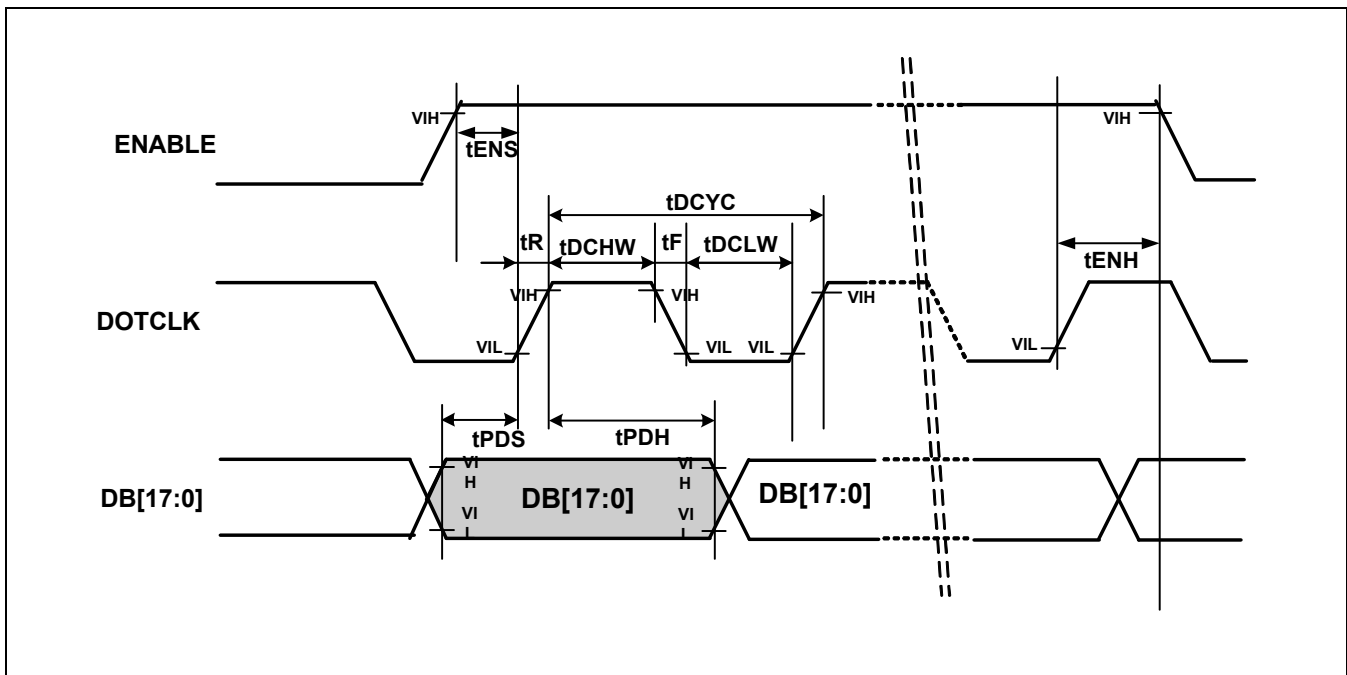 ENABLE
VIH
tENS
VIH
tDCYC
tR
tDCHW
tF
tDCLW
tENH
DOTCLK
VIH
VIH
VIH
VIL
VIL
VIL
VIL
tPDS
tPDH
DB[17:0]
VI
H
VI
DB[17:0]
VI
H
VI
DB[17:0]